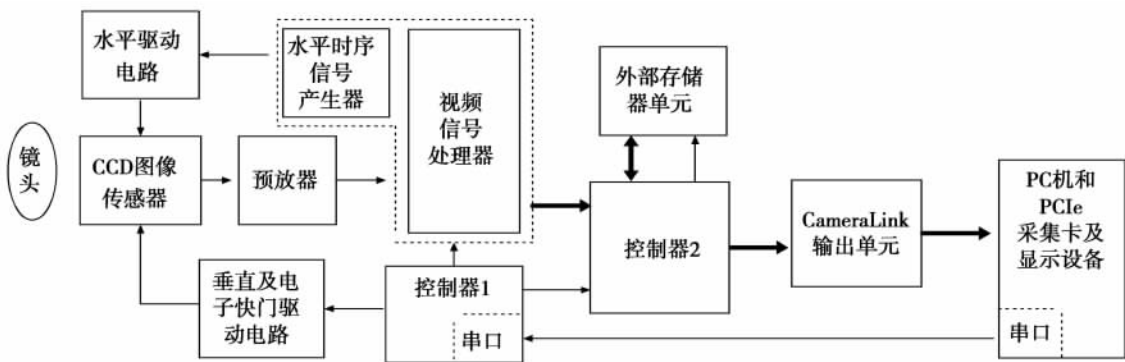 水平驱动
电路
水平时序
信号
产生器
视频
信号
处理器
外部存储
器单元
镜
头
CCD图像
传感器
预放器
控制器2
CameraLink
输出单元
PC机和
PCIe
采集卡及
显示设备
垂直及电
子快门驱
动电路
控制器1
串口
串口